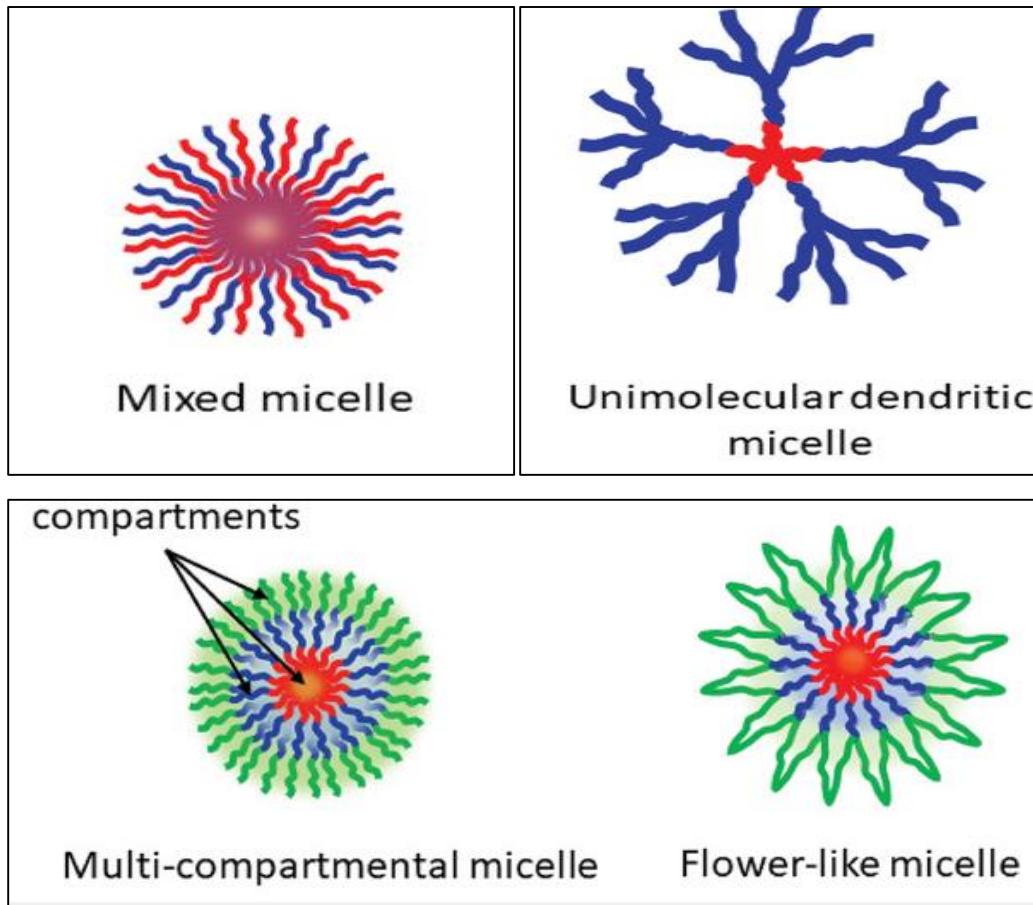 Mixed micelle
Unimolecular dendritic
micelle
compartments
Multi-compartmental micelle
Flower-like micelle